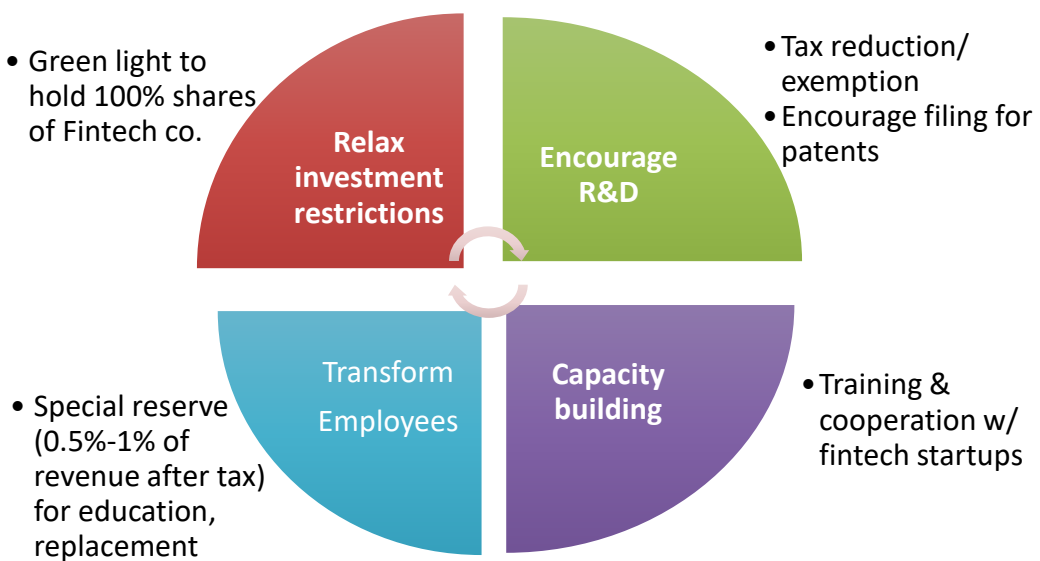 • Green light to
hold 100% shares
of Fintech co.
Relax
investment
restrictions
Encourage
R&D
• Tax reduction/
exemption
• Encourage filing for
patents
Transform
Employees
• Special reserve
(0.5%-1% of
revenue after tax)
for education,
replacement
Capacity
building
• Training &
cooperation w/
fintech startups